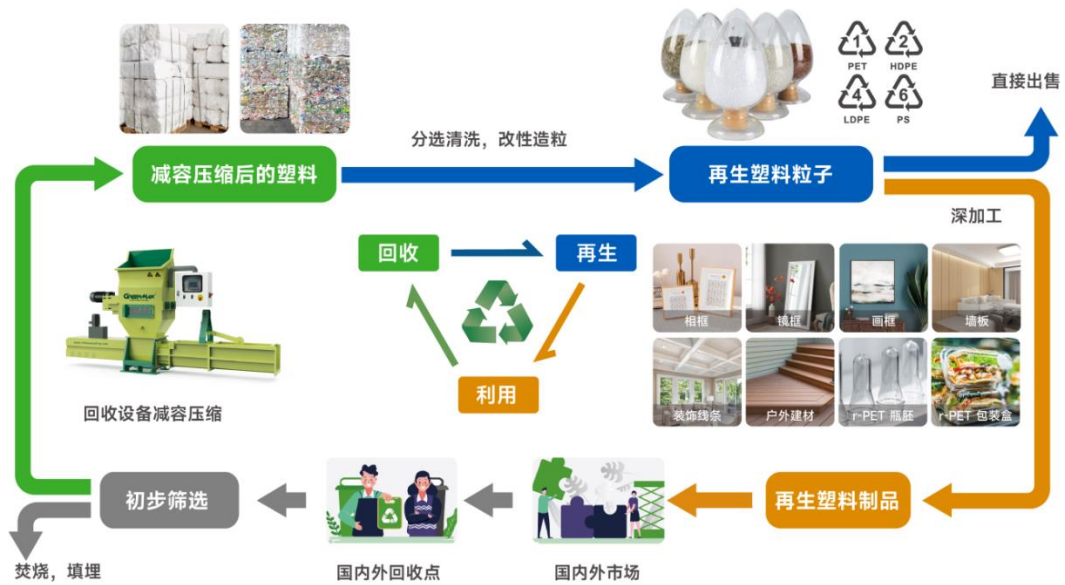 1
PET
2
HDPE
4
LDPE
6
PS
直接出售
分选清洗，改性造粒
减容压缩后的塑料
再生塑料粒子
深加工
回收
再生
利用
GREENMAX
相框
镜框
画框
墙板
装饰线条
户外建材
r-PET 瓶胚
r-PET 包装盒
回收设备减容压缩
初步筛选
再生塑料制品
焚烧，填埋
国内外回收点
国内外市场